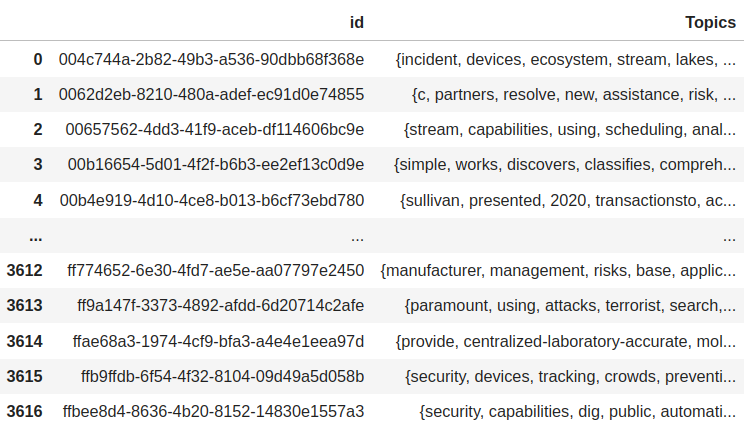 id Topics
0 004c744a-2b82-49b3-a536-90dbb68f368e {incident, devices, ecosystem, stream, lakes, ...
1 0062d2eb-8210-480a-adef-ec91d0e74855 {c, partners, resolve, new, assistance, risk, ...
2 00657562-4dd3-41f9-aceb-df114606bc9e {stream, capabilities, using, scheduling, anal...
3 00b16654-5d01-4f2f-b6b3-ee2ef13c0d9e {simple, works, discovers, classifies, compreh...
4 00b4e919-4d10-4ce8-b013-b6cf73ebd780 {sullivan, presented, 2020, transactionsto, ac...
... ... ...
3612 ff774652-6e30-4fd7-ae5e-aa07797e2450 {manufacturer, management, risks, base, applic...
3613 ff9a147f-3373-4892-afdd-6d20714c2afe {paramount, using, attacks, terrorist, search,...
3614 ffae68a3-1974-4cf9-bfa3-a4e4e1eea97d {provide, centralized-laboratory-accurate, mol...
3615 ffb9ffdb-6f54-4f32-8104-09d49a5d058b {security, devices, tracking, crowds, preventi...
3616 ffbee8d4-8636-4b20-8152-14830e1557a3 {security, capabilities, dig, public, automati...